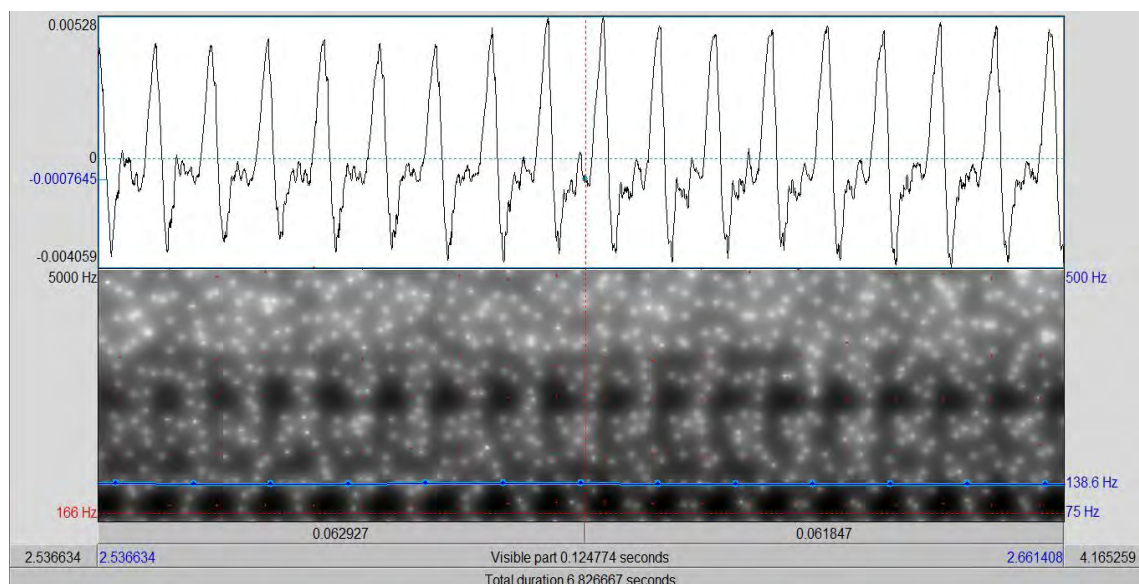 0.00528
0
-0.0007645
-0.004059
5000 Hz 500 Hz
138.6 Hz
166 Hz 75 Hz
0.062927 0.061847
2.536634 2.536634 Visible part 0.124774 seconds 2.661408 4.165259
Total duration 6.826667 seconds